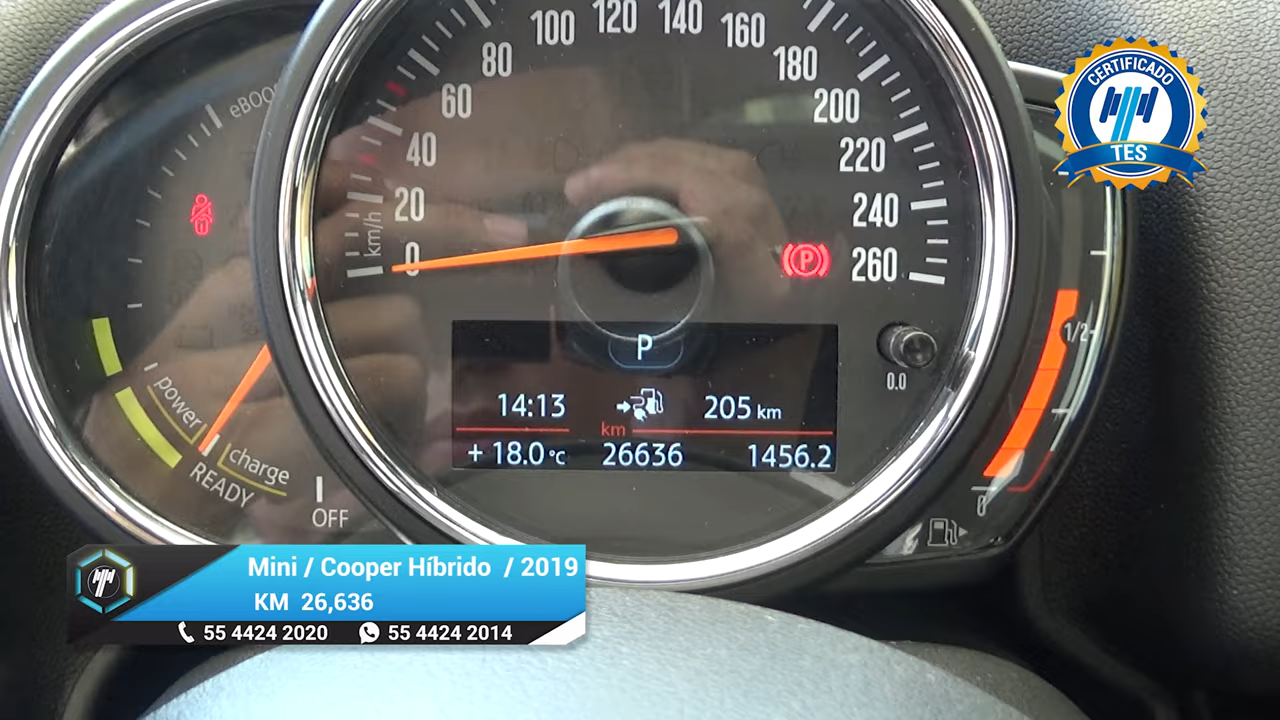 100 120 140
80 160
60 180
40 200
20 220
km/h 240
0 260
eBOO
P
P
14:13 205 km
km
+ 18.0 °C 26636 1456.2
0.0
1/2
0
power
charge
READY
OFF
CERTIFICADO
TES
Mini / Cooper Híbrido / 2019
KM 26,636
55 4424 2020 55 4424 2014